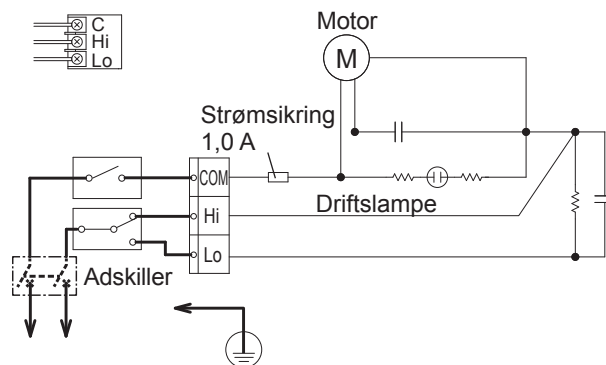 C
Hi
Lo
Motor
M
Strømsikring
1,0 A
COM
Driftslampe
Hi
Lo
Adskiller